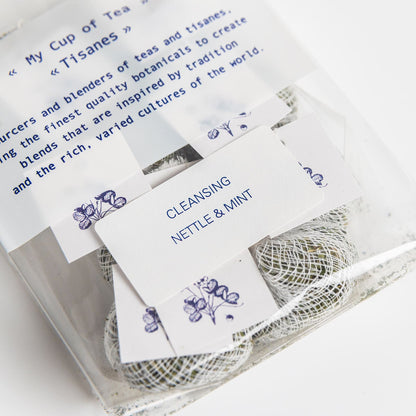 « My Cup of Tea »
« Tisanes »
urcers and blenders of teas and tisanes,
ing the finest quality botanicals to create
blends that are inspired by tradition
and the rich, varied cultures of the world.
CLEANSING
NETTLE & MINT